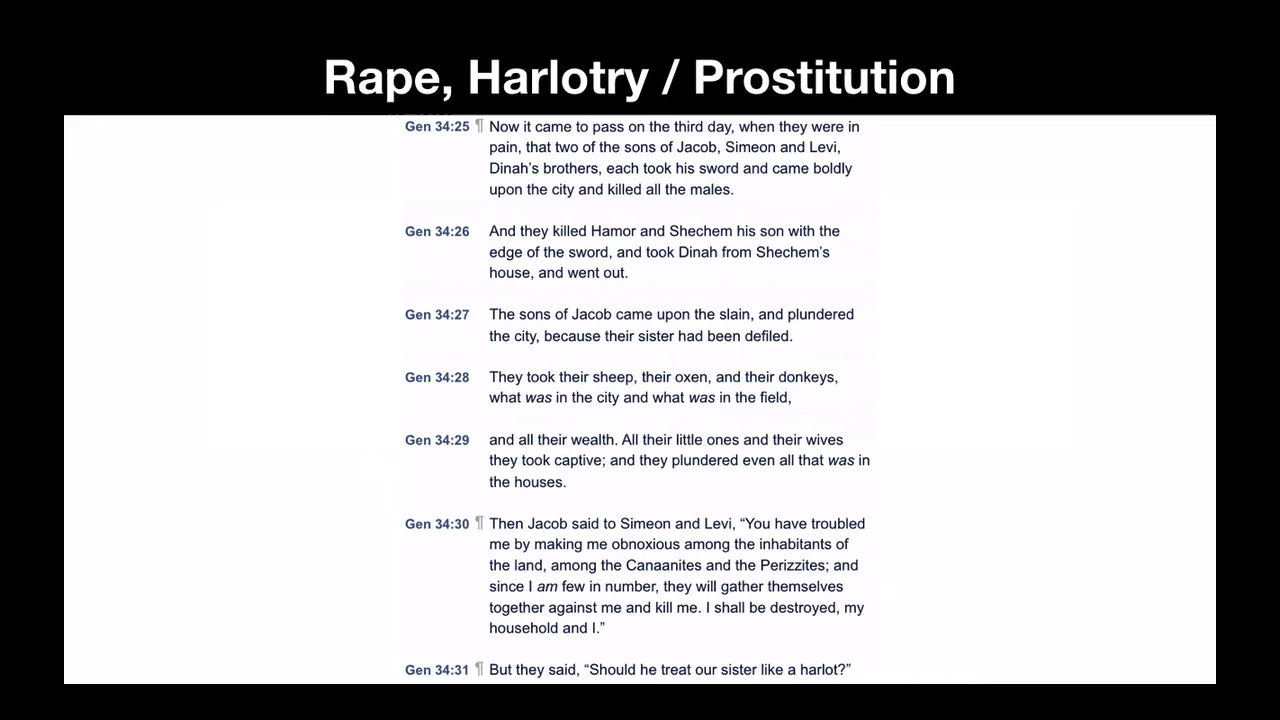 Rape, Harlotry / Prostitution
Gen 34:25 ¶ Now it came to pass on the third day, when they were in
pain, that two of the sons of Jacob, Simeon and Levi,
Dinah’s brothers, each took his sword and came boldly
upon the city and killed all the males.
Gen 34:26 And they killed Hamor and Shechem his son with the
edge of the sword, and took Dinah from Shechem’s
house, and went out.
Gen 34:27 The sons of Jacob came upon the slain, and plundered
the city, because their sister had been defiled.
Gen 34:28 They took their sheep, their oxen, and their donkeys,
what was in the city and what was in the field,
Gen 34:29 and all their wealth. All their little ones and their wives
they took captive; and they plundered even all that was in
the houses.
Gen 34:30 ¶ Then Jacob said to Simeon and Levi, “You have troubled
me by making me obnoxious among the inhabitants of
the land, among the Canaanites and the Perizzites; and
since I am few in number, they will gather themselves
together against me and kill me. I shall be destroyed, my
household and I.”
Gen 34:31 ¶ But they said, “Should he treat our sister like a harlot?”